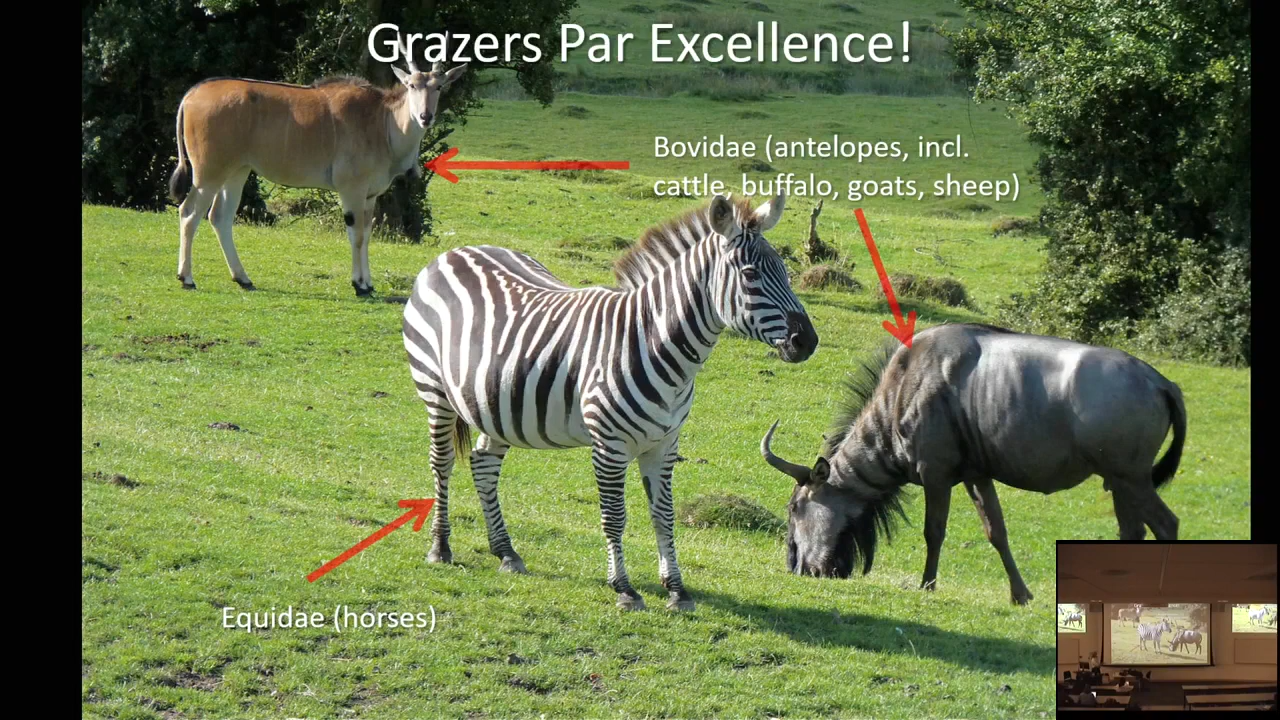 Grazers Par Excellence!
Bovidae (antelopes, incl.
cattle, buffalo, goats, sheep)
Equidae (horses)